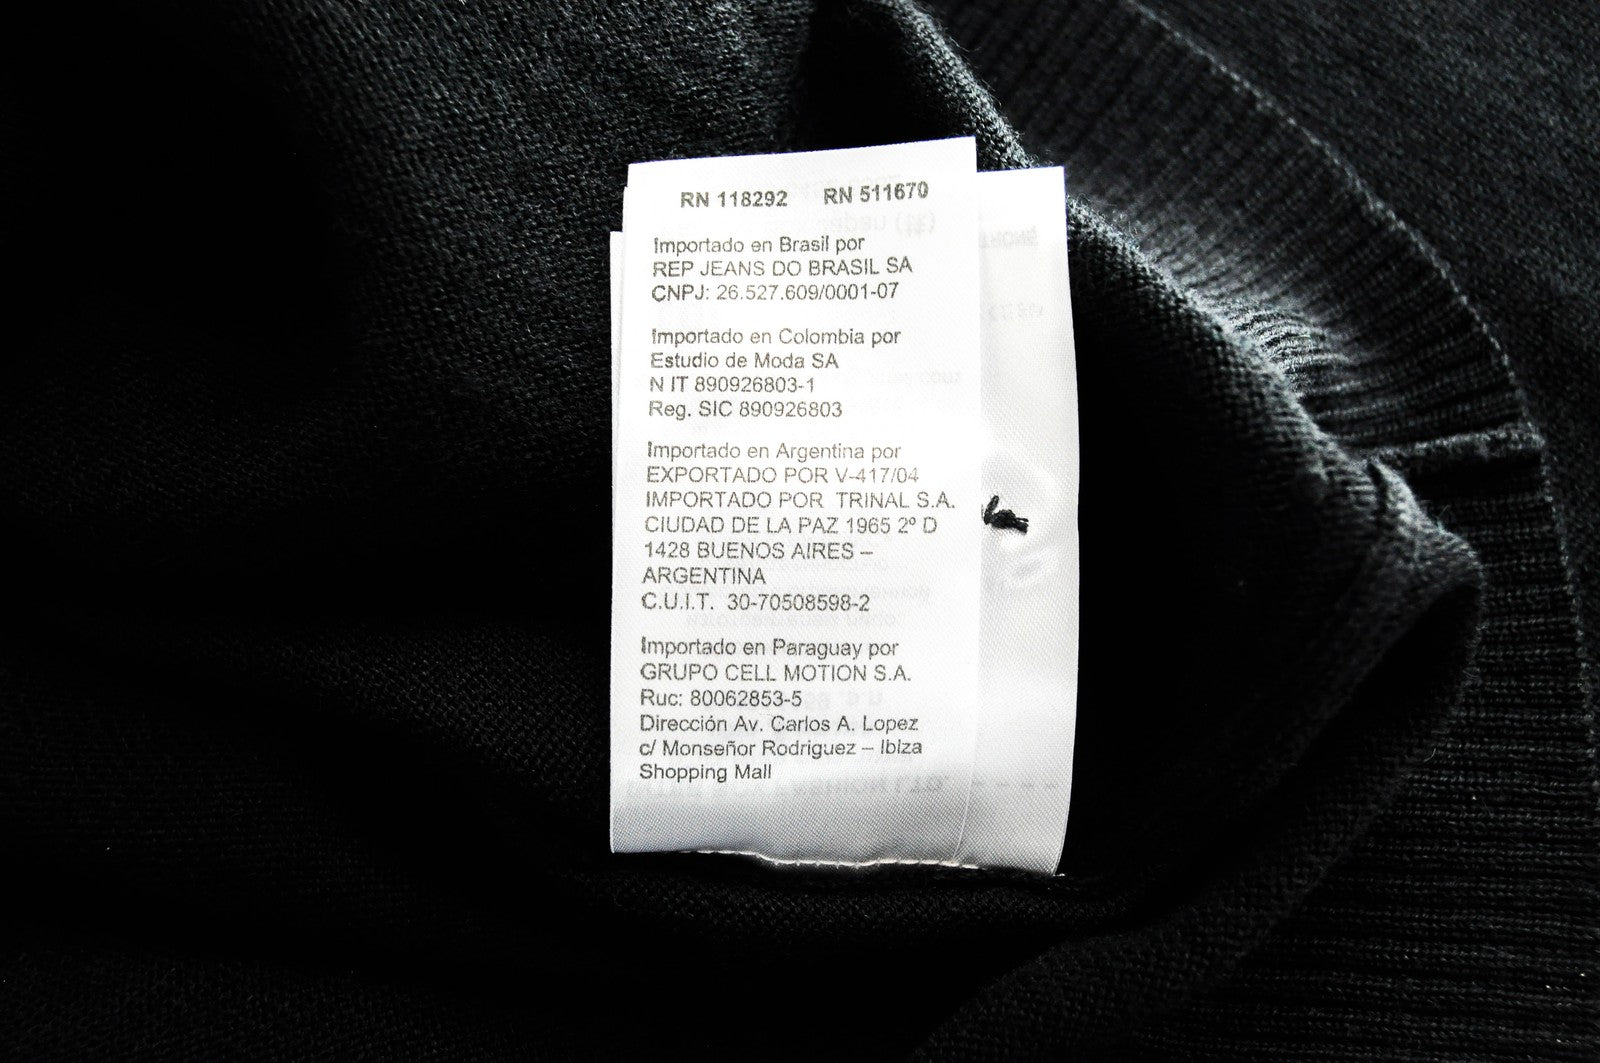 RN 118292 RN 511670
Importado en Brasil por
REP JEANS DO BRASIL SA
CNPJ: 26.527.609/0001-07
Importado en Colombia por
Estudio de Moda SA
N IT 890926803-1
Reg. SIC 890926803
Importado en Argentina por
EXPORTADO POR V-417/04
IMPORTADO POR TRINAL S.A.
CIUDAD DE LA PAZ 1965 2º D
1428 BUENOS AIRES –
ARGENTINA
C.U.I.T. 30-70508598-2
Importado en Paraguay por
GRUPO CELL MOTION S.A.
Ruc: 80062853-5
Dirección Av. Carlos A. Lopez
c/ Monseñor Rodriguez – Ibiza
Shopping Mall